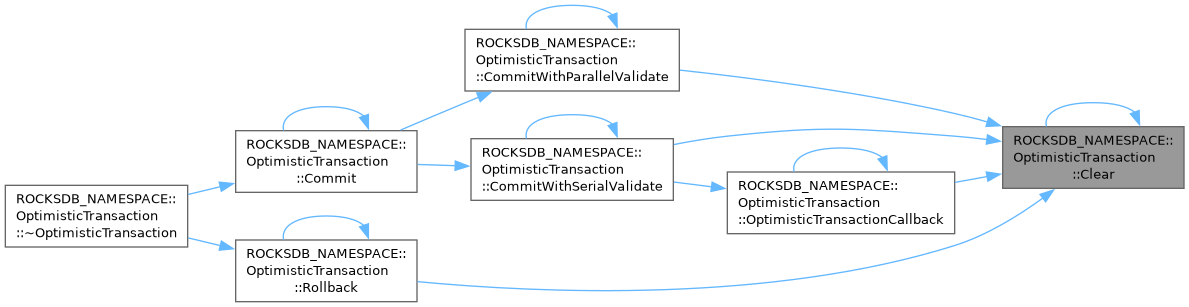 ROCKSDB_NAMESPACE::
OptimisticTransaction
::CommitWithParallelValidate
ROCKSDB_NAMESPACE::
OptimisticTransaction
::Commit
ROCKSDB_NAMESPACE::
OptimisticTransaction
::CommitWithSerialValidate
ROCKSDB_NAMESPACE::
OptimisticTransaction
::Clear
ROCKSDB_NAMESPACE::
OptimisticTransaction
::~OptimisticTransaction
ROCKSDB_NAMESPACE::
OptimisticTransaction
::OptimisticTransactionCallback
ROCKSDB_NAMESPACE::
OptimisticTransaction
::Rollback